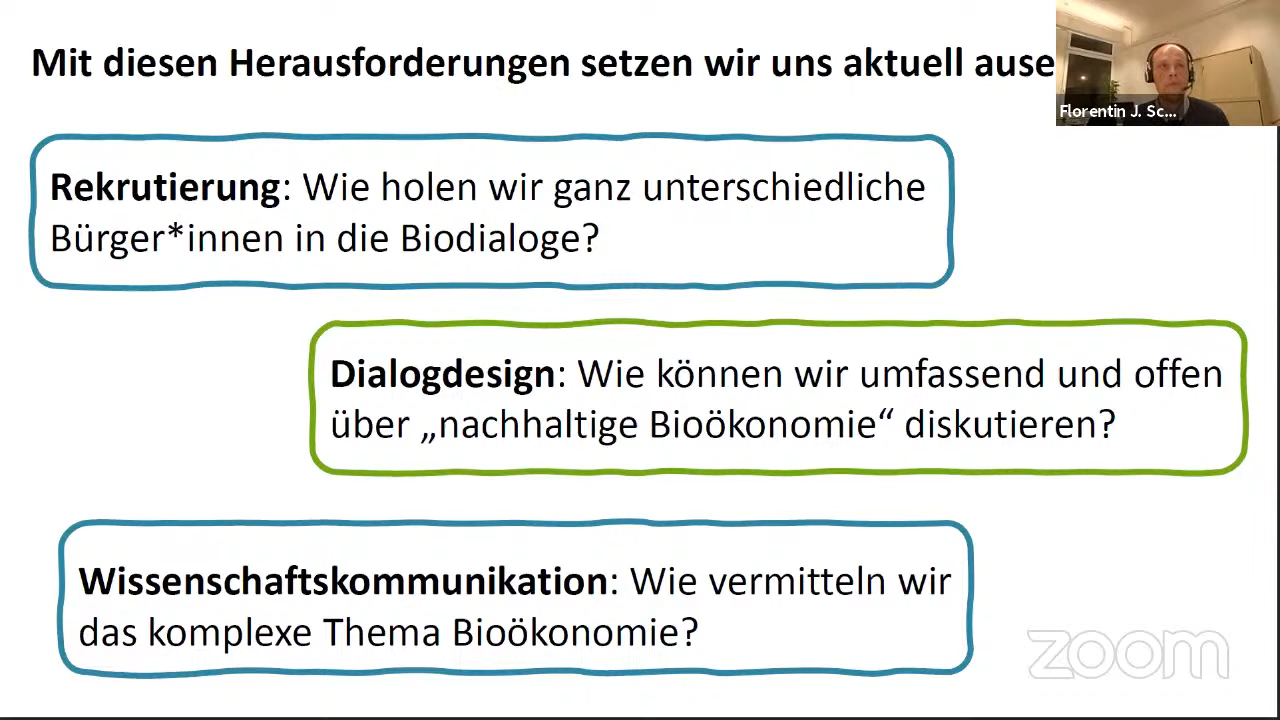 Mit diesen Herausforderungen setzen wir uns aktuell ause
Florentin J. Sc...
Rekrutierung: Wie holen wir ganz unterschiedliche
Bürger*innen in die Biodialoge?
Dialogdesign: Wie können wir umfassend und offen
über „nachhaltige Bioökonomie“ diskutieren?
Wissenschaftskommunikation: Wie vermitteln wir
das komplexe Thema Bioökonomie?
zoom